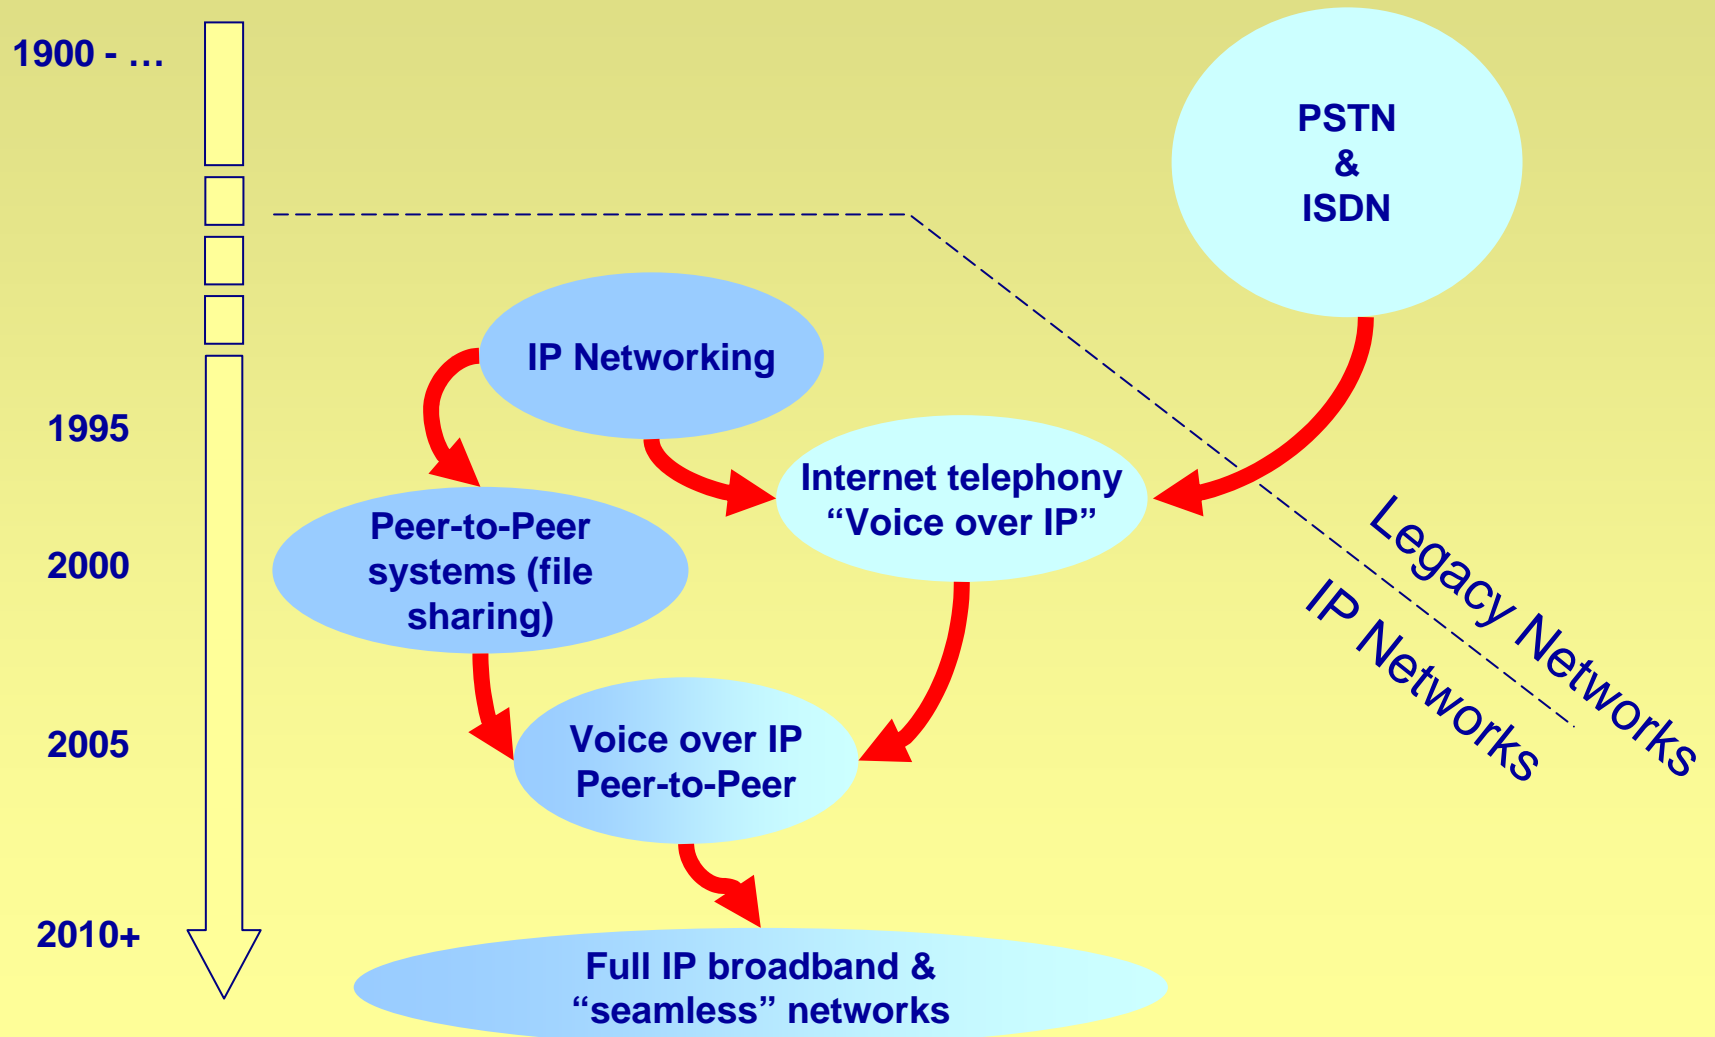 1900 - …
PSTN
&
ISDN
IP Networking
1995
Internet telephony
“Voice over IP”
Peer-to-Peer
systems (file
sharing)
2000
Legacy Networks
IP Networks
2005
Voice over IP
Peer-to-Peer
2010+
Full IP broadband &
“seamless” networks